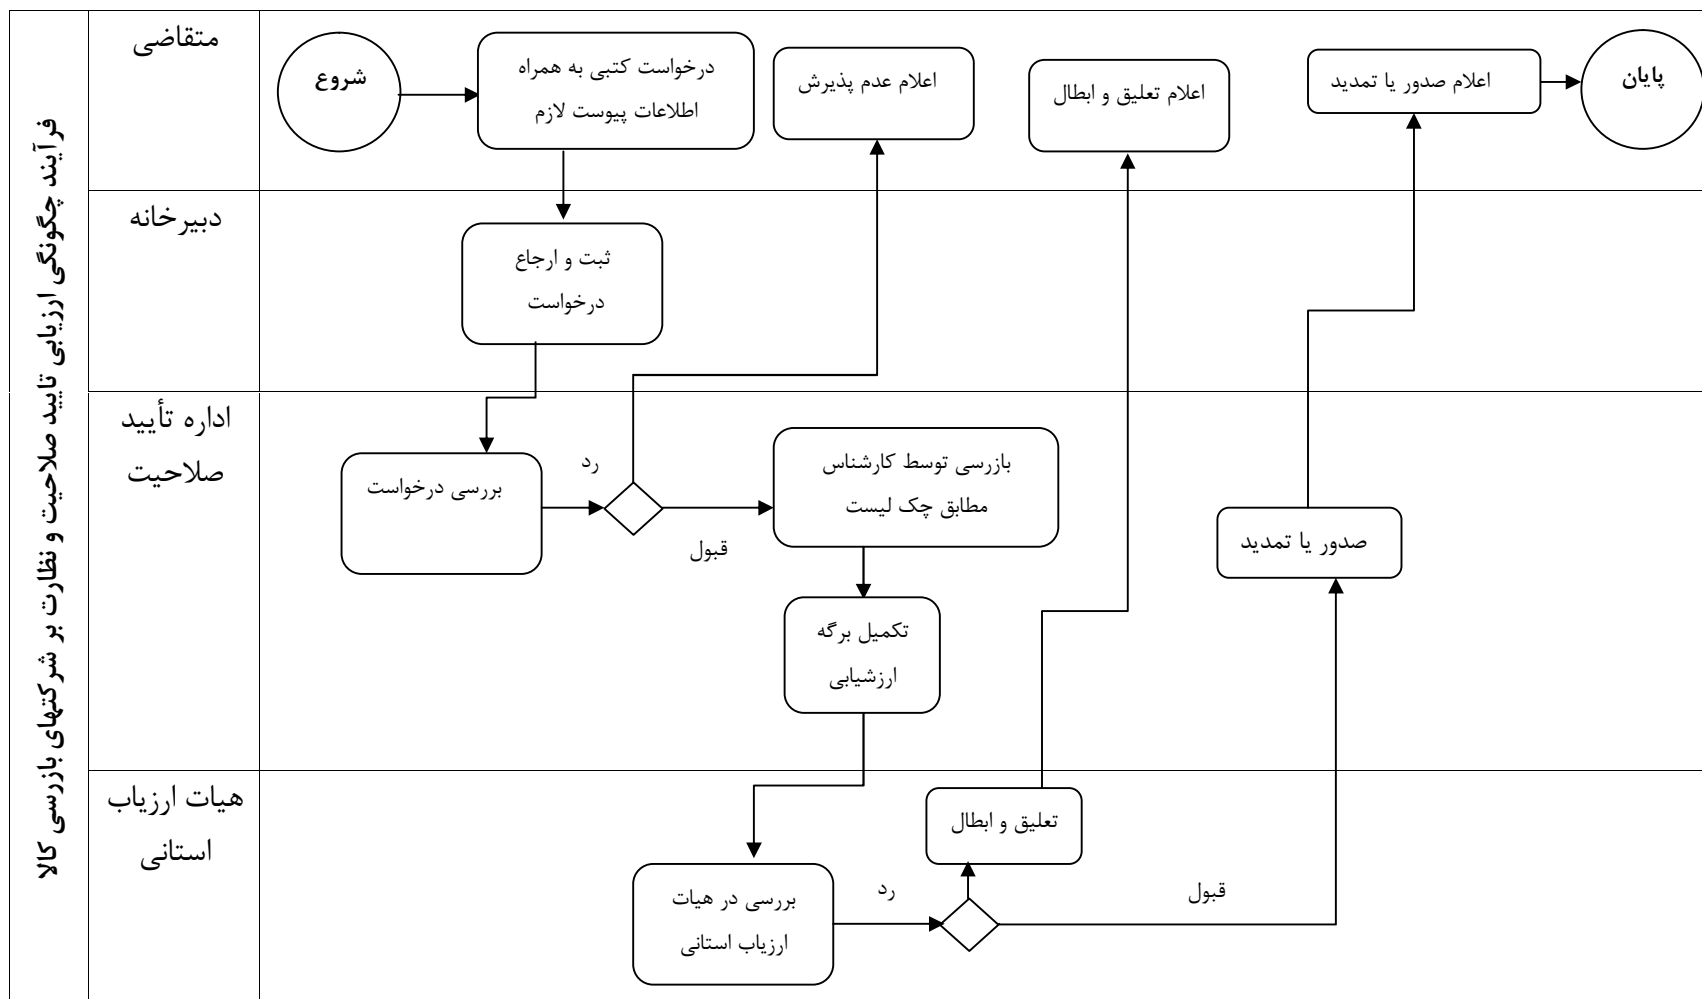 فرآیند چگونگی ارزیابی تایید صلاحیت و نظارت بر شرکتهای بازرسی کالا
متقاضی
شروع
درخواست کتبی به همراه
اطلاعات پیوست لازم
اعلام عدم پذیرش
اعلام تعلیق و ابطال
اعلام صدور یا تمدید
پایان
دبیرخانه
ثبت و ارجاع
درخواست
اداره تأیید
صلاحیت
بررسی درخواست
رد
قبول
بازرسی توسط کارشناس
مطابق چک لیست
تکمیل برگه
ارزشیابی
صدور یا تمدید
هیات ارزیاب
استانی
بررسی در هیات
ارزیاب استانی
رد
تعلیق و ابطال
قبول